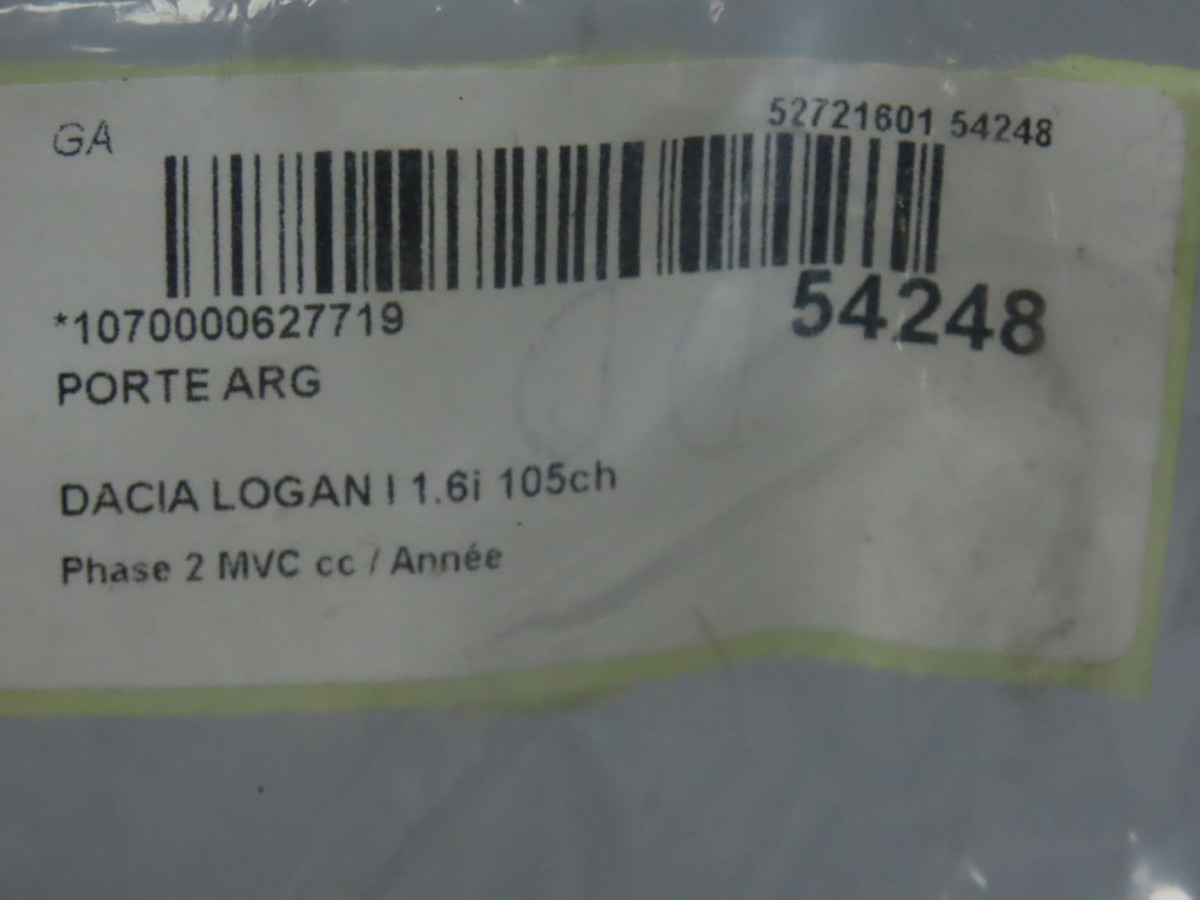 GA
52721601 54248
*1070000627719
54248
PORTE ARG
DACIA LOGAN I 1.6i 105ch
Phase 2 MVC cc / Année